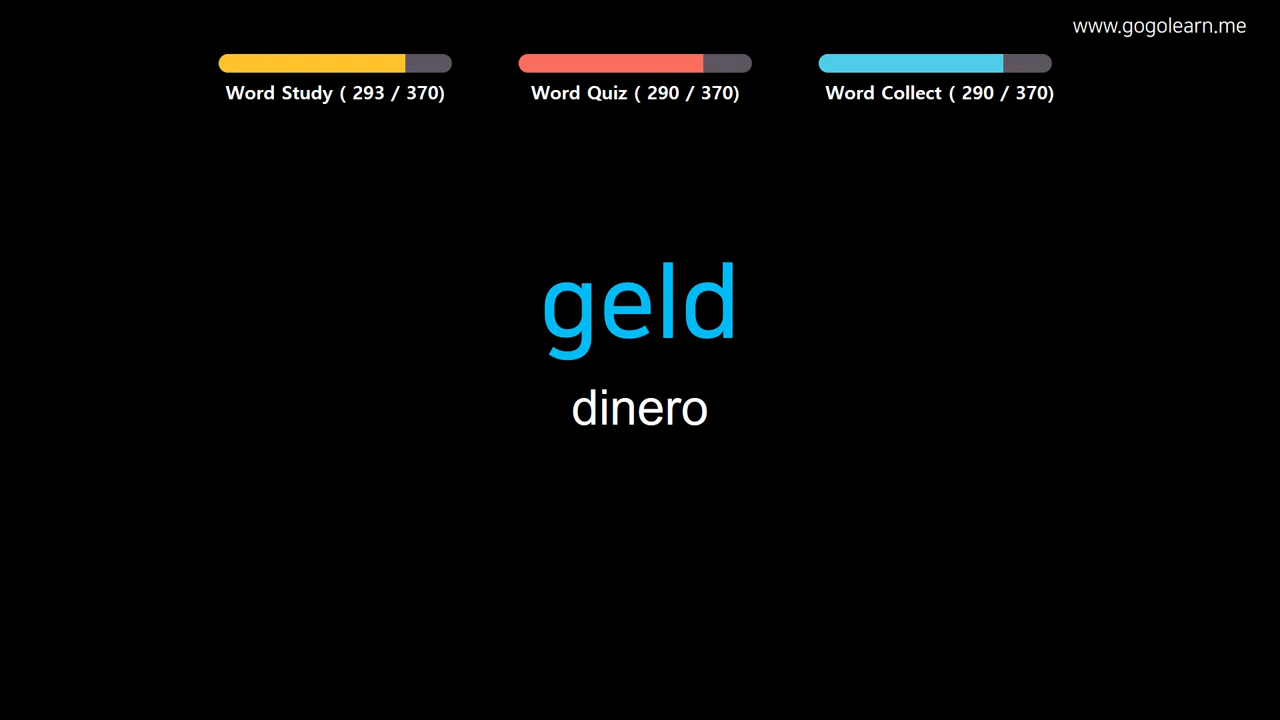 www.gogolearn.me
Word Study ( 293 / 370)
Word Quiz ( 290 / 370)
Word Collect ( 290 / 370)
geld
dinero